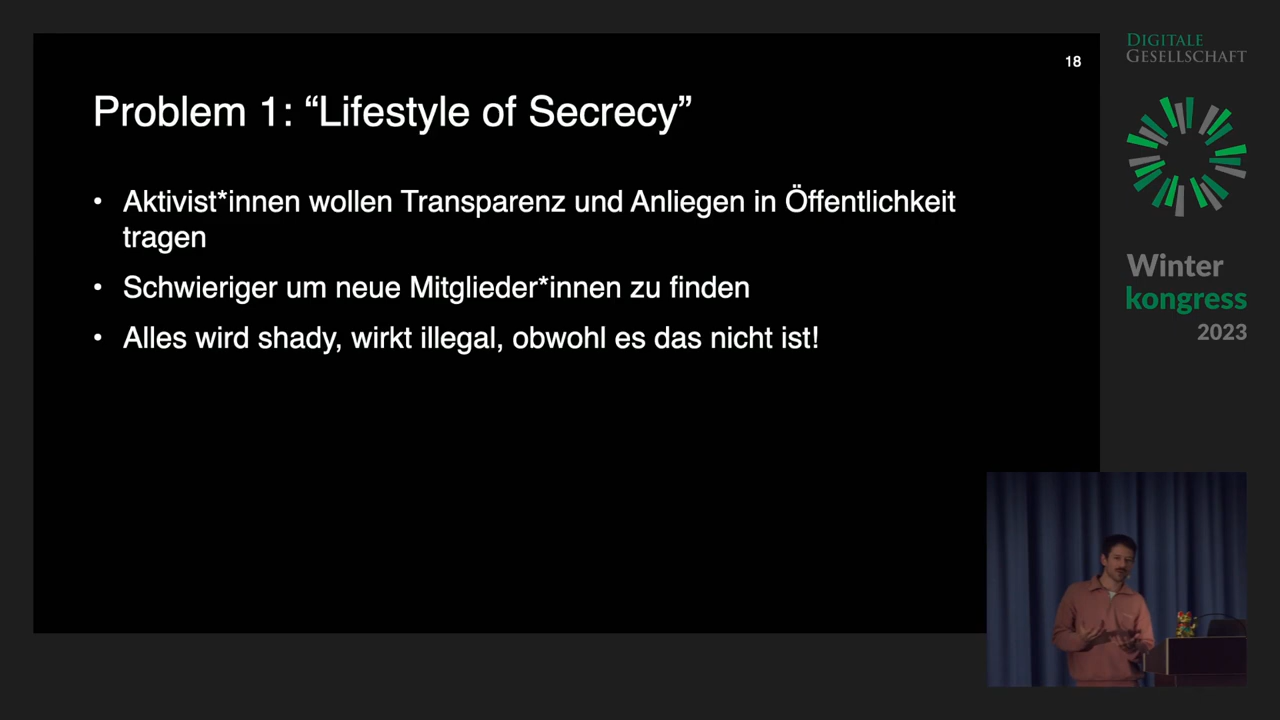 18
Problem 1: “Lifestyle of Secrecy”
• Aktivist*innen wollen Transparenz und Anliegen in Öffentlichkeit
tragen
• Schwieriger um neue Mitglieder*innen zu finden
• Alles wird shady, wirkt illegal, obwohl es das nicht ist!
DIGITALE
GESELLSCHAFT
Winter
kongress
2023